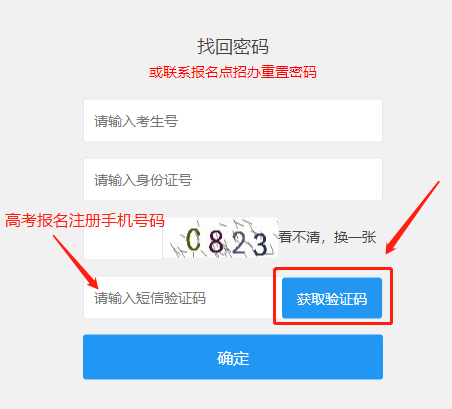 找回密码
或联系报名点招办重置密码
请输入考生号
请输入身份证号
高考报名注册手机号码
0823
看不清，换一张
请输入短信验证码
获取验证码
确定